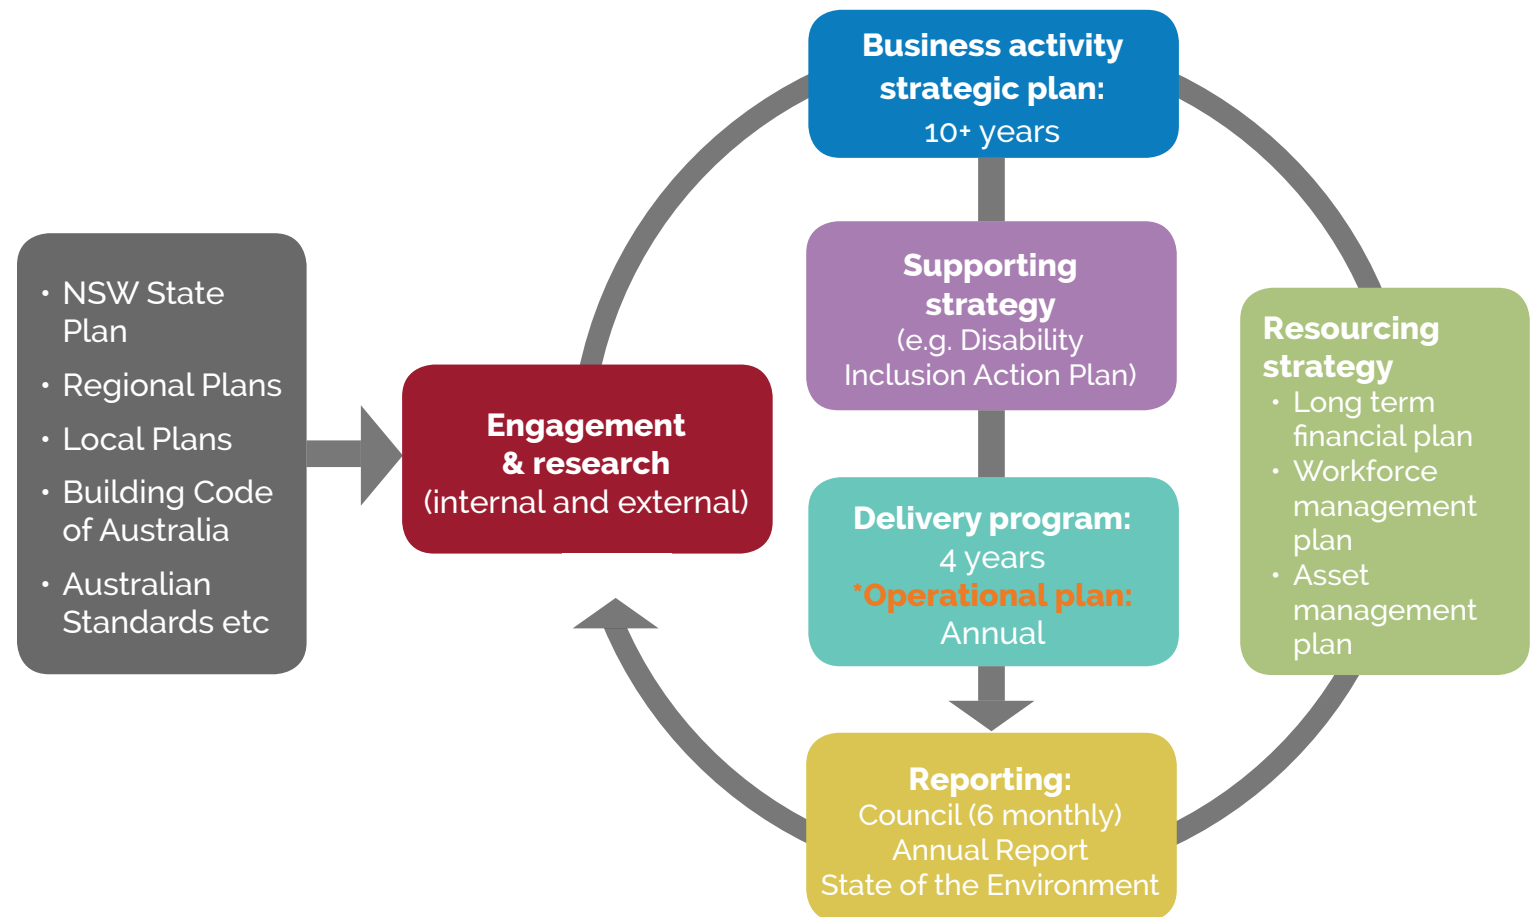 Business activity
strategic plan:
10+ years
Supporting
strategy
(e.g. Disability
Inclusion Action Plan)
• NSW State
Plan
• Regional Plans
• Local Plans
• Building Code
of Australia
• Australian
Standards etc
Engagement
& research
(internal and external)
Resourcing
strategy
• Long term
financial plan
• Workforce
management
plan
• Asset
management
plan
Delivery program:
4 years
*Operational plan:
Annual
Reporting:
Council (6 monthly)
Annual Report
State of the Environment